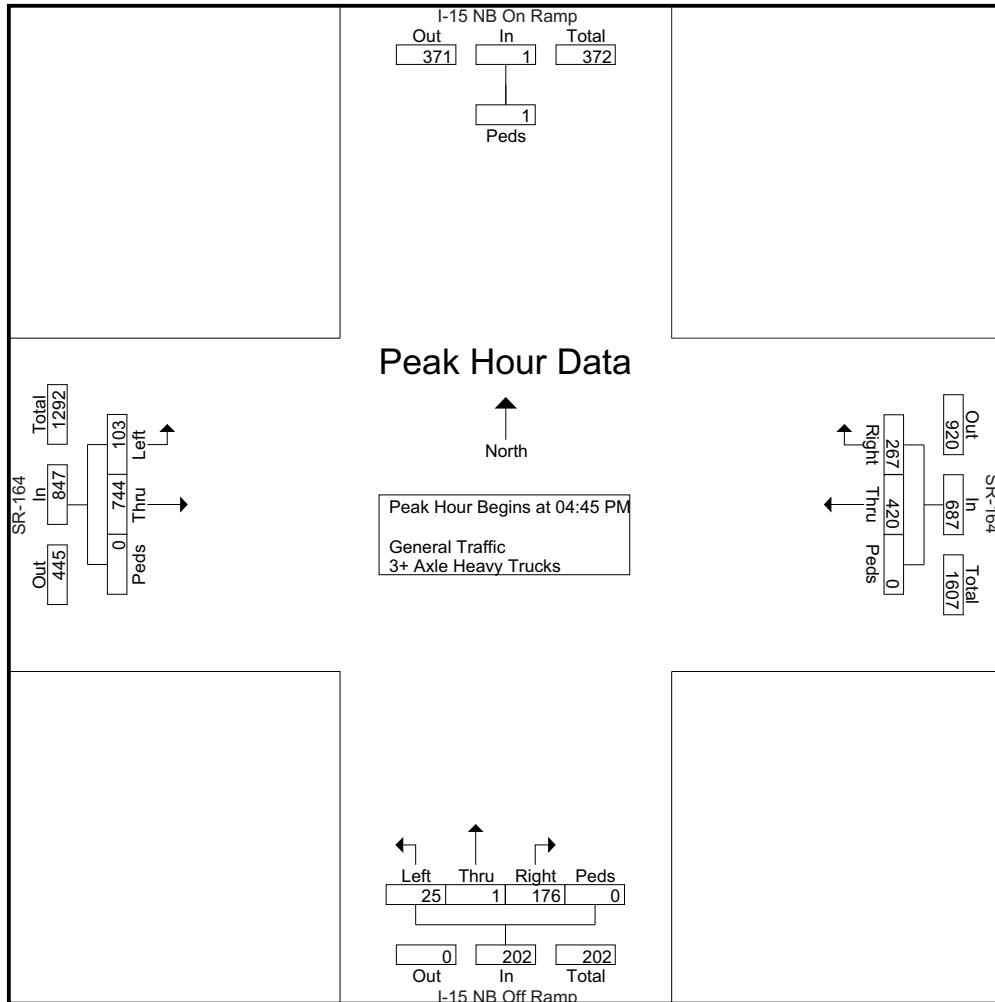 I-15 NB On Ramp
Out In Total
371 1 372
1
Peds
Peak Hour Data
North
Peak Hour Begins at 04:45 PM
General Traffic
3+ Axle Heavy Trucks
SR-164
Total In Out
1292 847 445
103 744 0
Left Thru Peds
Right Thru Peds
267 420 0
Out In Total
920 687 1607
SR-164
Left Thru Right Peds
25 1 176 0
0 202 202
Out In Total
I-15 NB Off Ramp